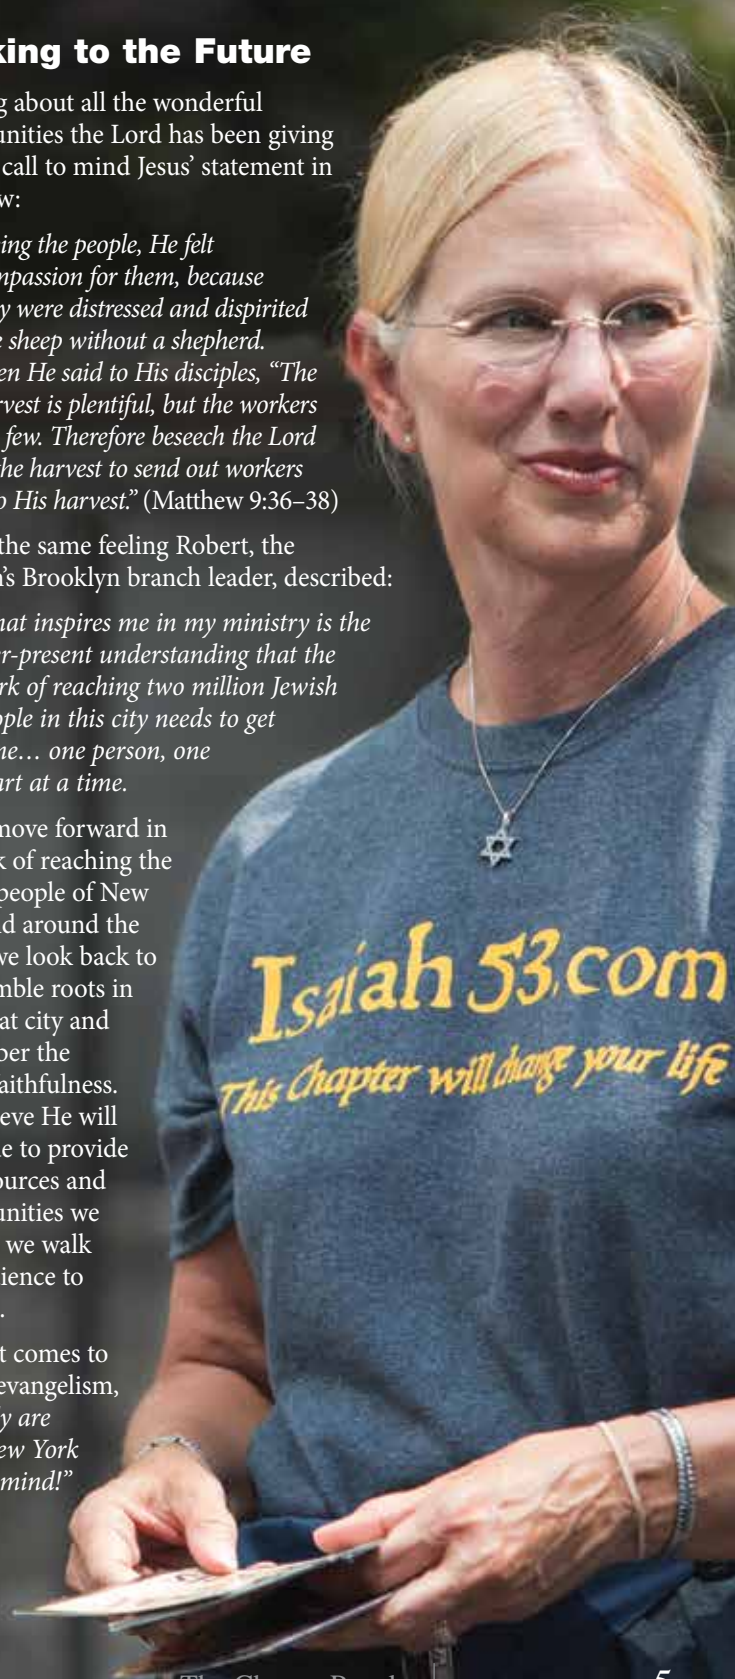 king to the Future
g about all the wonderful
unities the Lord has been giving
call to mind Jesus’ statement in
w:
ing the people, He felt
mpassion for them, because
y were distressed and dispirited
e sheep without a shepherd.
en He said to His disciples, “The
rvest is plentiful, but the workers
few. Therefore beseech the Lord
the harvest to send out workers
o His harvest.” (Matthew 9:36–38)
the same feeling Robert, the
n’s Brooklyn branch leader, described:
hat inspires me in my ministry is the
er-present understanding that the
rk of reaching two million Jewish
ople in this city needs to get
ne… one person, one
art at a time.
move forward in
k of reaching the
people of New
d around the
we look back to
mble roots in
at city and
ber the
aithfulness.
eve He will
e to provide
ources and
unities we
we walk
ience to
.
t comes to
evangelism,
y are
ew York
mind!”
Isaiah 53.com
This Chapter will change your life
5